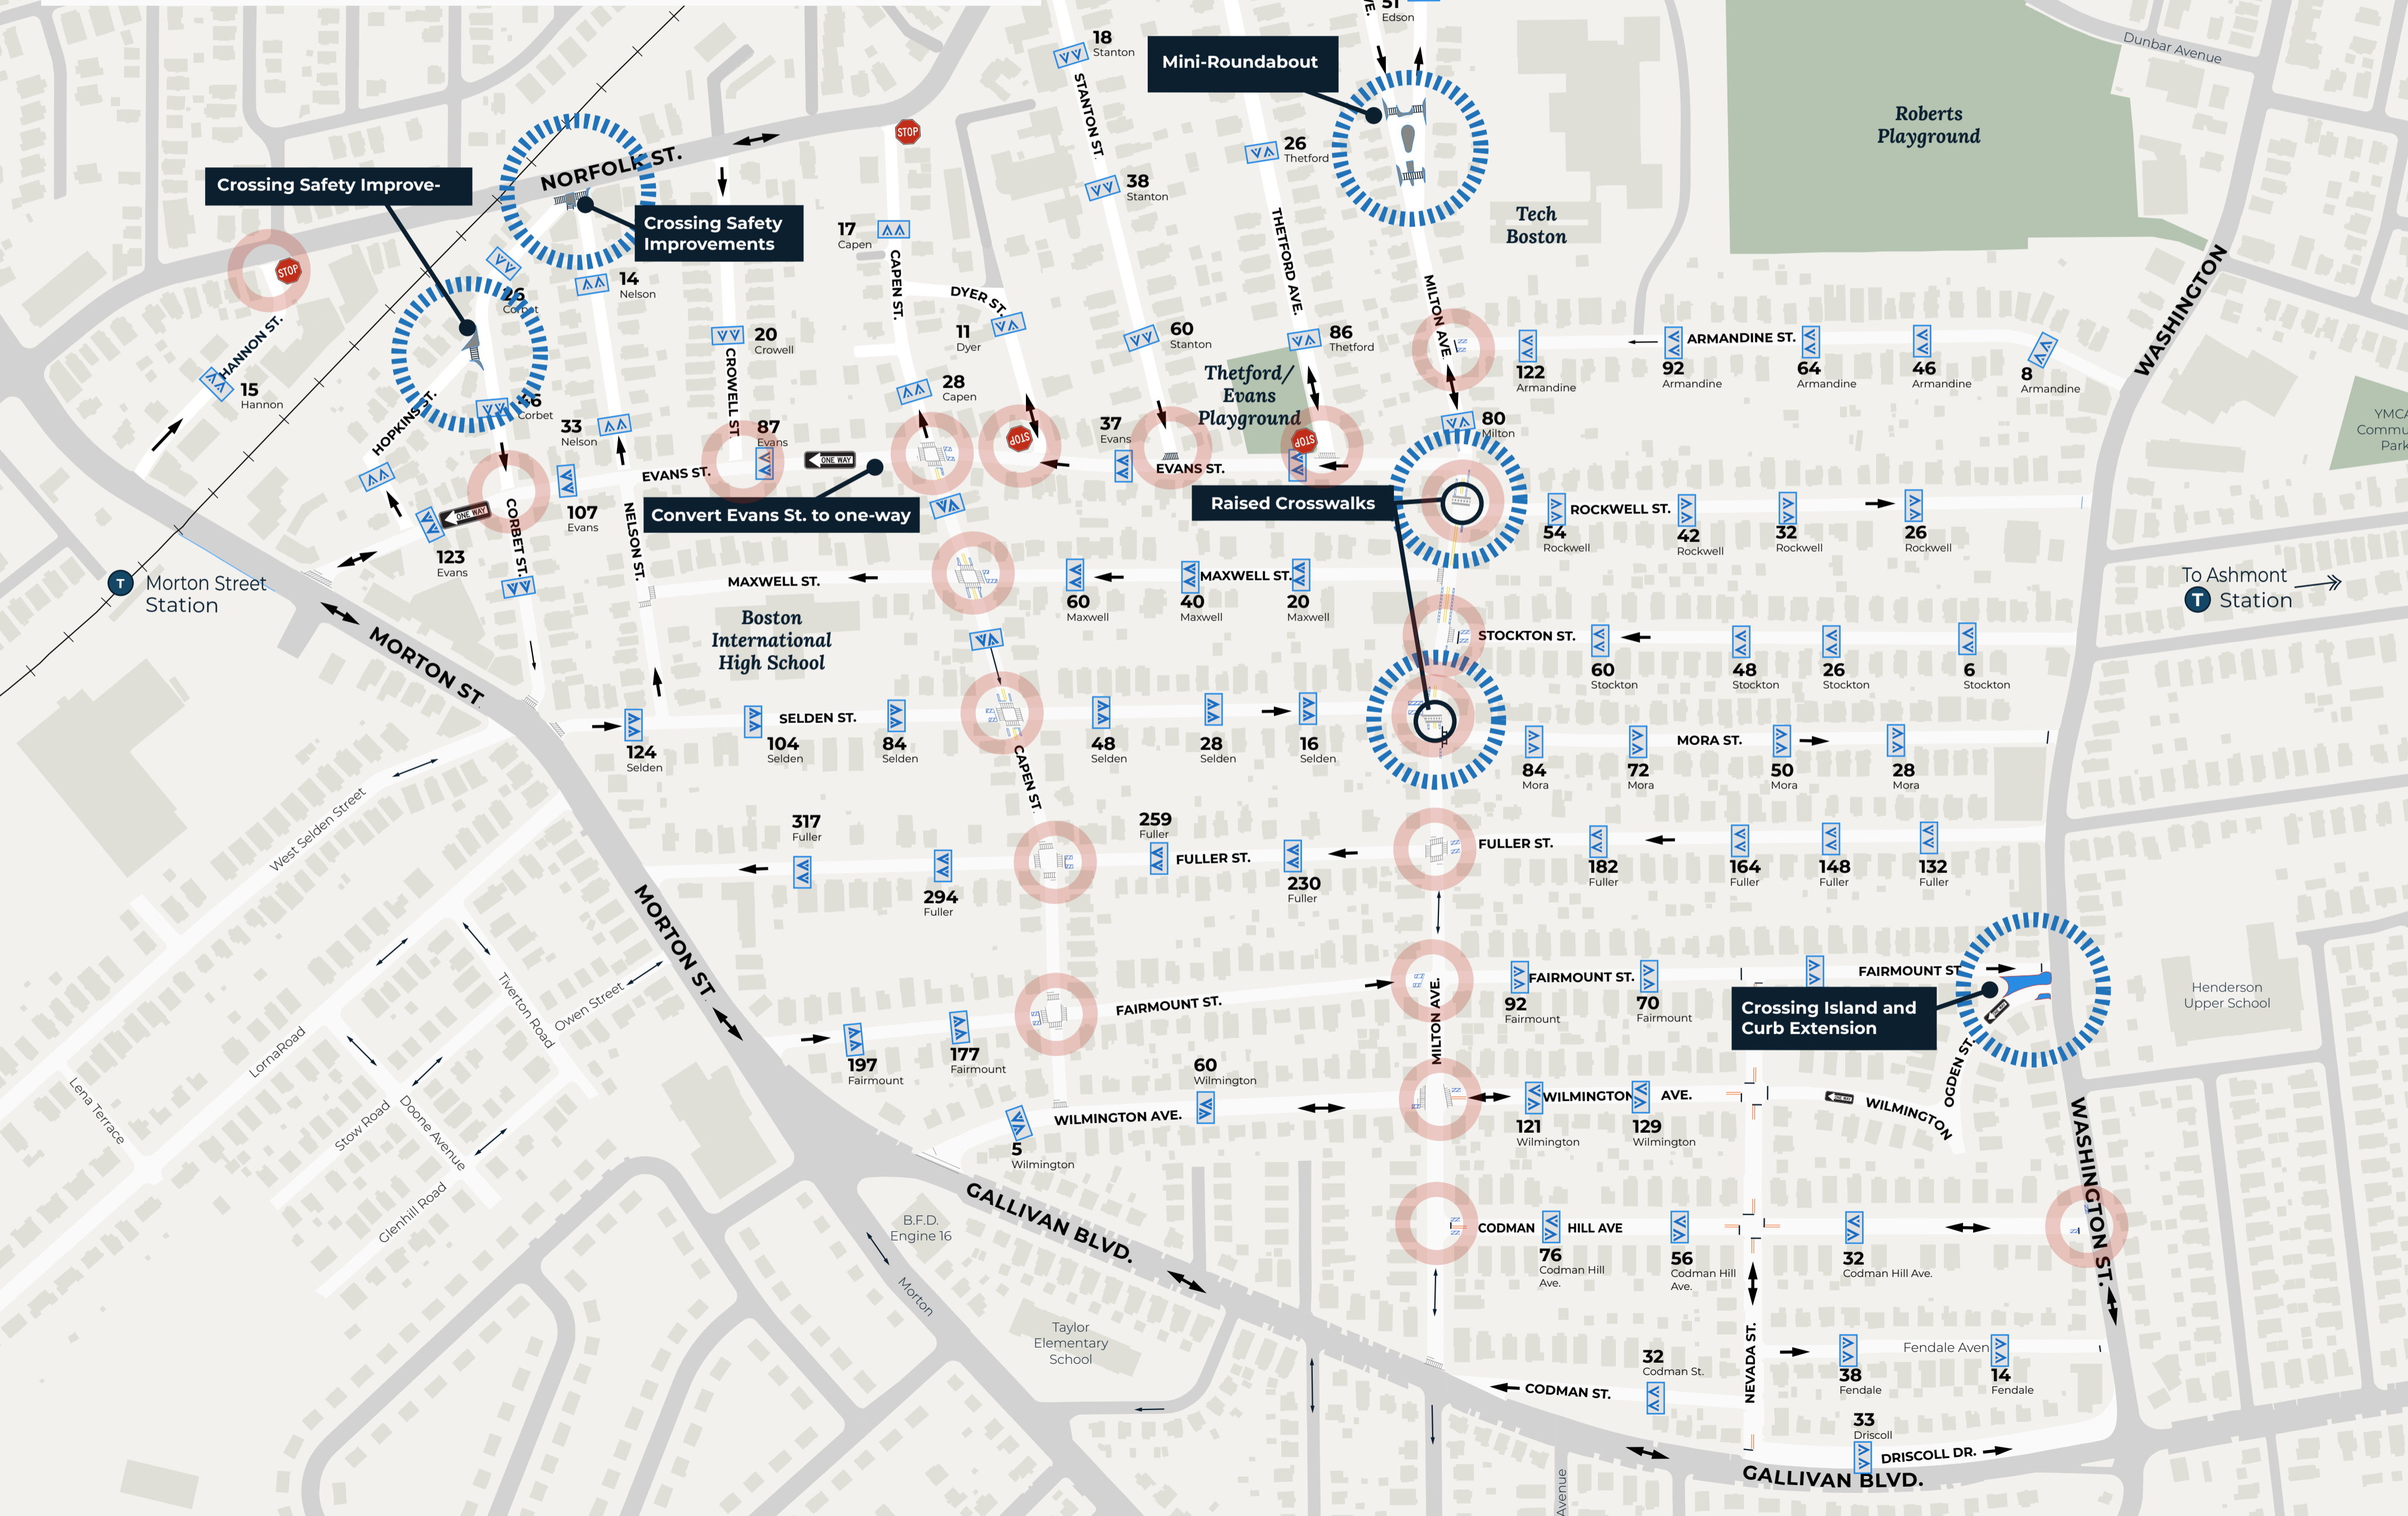 51
Edson
VE.
18
Stanton
Mini-Roundabout
Dunbar Avenue
Roberts
Playground
STANTON ST.
NORFOLK ST.
STOP
26
Thetford
38
Stanton
Crossing Safety Improve-
Crossing Safety
Improvements
17
Capen
Tech
Boston
THETFORD AVE.
WASHINGTON
STOP
26
Corbet
14
Nelson
CAPEN ST.
DYER ST.
11
Dyer
MILTON AVE.
HANNON ST.
15
Hannon
20
Crowell
CROWELL ST.
60
Stanton
86
Thetford
Thetford/
Evans
Playground
ARMANDINE ST.
122
Armandine
92
Armandine
64
Armandine
46
Armandine
8
Armandine
28
Capen
46
Corbet
HOPKINS ST.
33
Nelson
87
Evans
37
Evans
STOP
STOP
80
Milton
YMCA
Commu
Park
EVANS ST.
ONE WAY
EVANS ST.
Convert Evans St. to one-way
Raised Crosswalks
ONE WAY
CORBET ST.
107
Evans
NELSON ST.
123
Evans
ROCKWELL ST.
54
Rockwell
42
Rockwell
32
Rockwell
26
Rockwell
T
Morton Street
Station
To Ashmont
T Station
MAXWELL ST.
MAXWELL ST.
60
Maxwell
40
Maxwell
20
Maxwell
Boston
International
High School
STOCKTON ST.
60
Stockton
48
Stockton
26
Stockton
6
Stockton
MORTON ST.
SELDEN ST.
124
Selden
104
Selden
84
Selden
48
Selden
28
Selden
16
Selden
MORA ST.
84
Mora
72
Mora
50
Mora
28
Mora
CAPEN ST.
West Selden Street
317
Fuller
259
Fuller
FULLER ST.
294
Fuller
230
Fuller
FULLER ST.
182
Fuller
164
Fuller
148
Fuller
132
Fuller
MORTON ST.
FAIRMOUNT ST.
197
Fairmount
177
Fairmount
MILTON AVE.
FAIRMOUNT ST.
92
Fairmount
70
Fairmount
FAIRMOUNT ST.
Crossing Island and
Curb Extension
Henderson
Upper School
OGDEN ST.
Tiverton Road
Owen Street
LornaRoad
Lena Terrace
Stow Road
Doone Avenue
Glenhill Road
60
Wilmington
WILMINGTON AVE.
5
Wilmington
WILMINGTON AVE.
121
Wilmington
129
Wilmington
WILMINGTON
WASHINGTON ST.
GALLIVAN BLVD.
B.F.D.
Engine 16
Morton
CODMAN HILL AVE
76
Codman Hill
Ave.
56
Codman Hill
Ave.
32
Codman Hill Ave.
Taylor
Elementary
School
NEVADA ST.
Fendale Aven
38
Fendale
14
Fendale
32
Codman St.
CODMAN ST.
33
Driscoll
DRISCOLL DR.
GALLIVAN BLVD.
Avenue